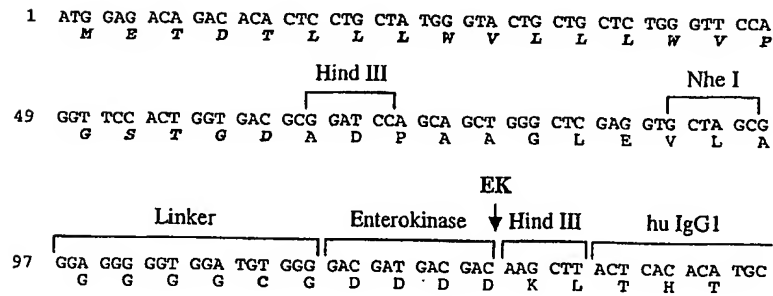 1 ATG GAG ACA GAC ACA CTC CTG CTA TGG GTA CTG CTG CTC TGG GTT CCA
M E T D T L L L W V L L L W V P
Hind III Nhe I
49 GGT TCC ACT GGT GAC GCG GAT CCA GCA GCT GGG CTC GAG GTG CTA GCG
G S T G D A D P A A G L E V L A
EK
Linker Enterokinase Hind III hu IgG1
97 GGA GGG GGT GGA TGT GGG GAC GAT GAC GAC AAG CTT ACT CAC ACA TGC
G G G G C G D D D D K L T H T